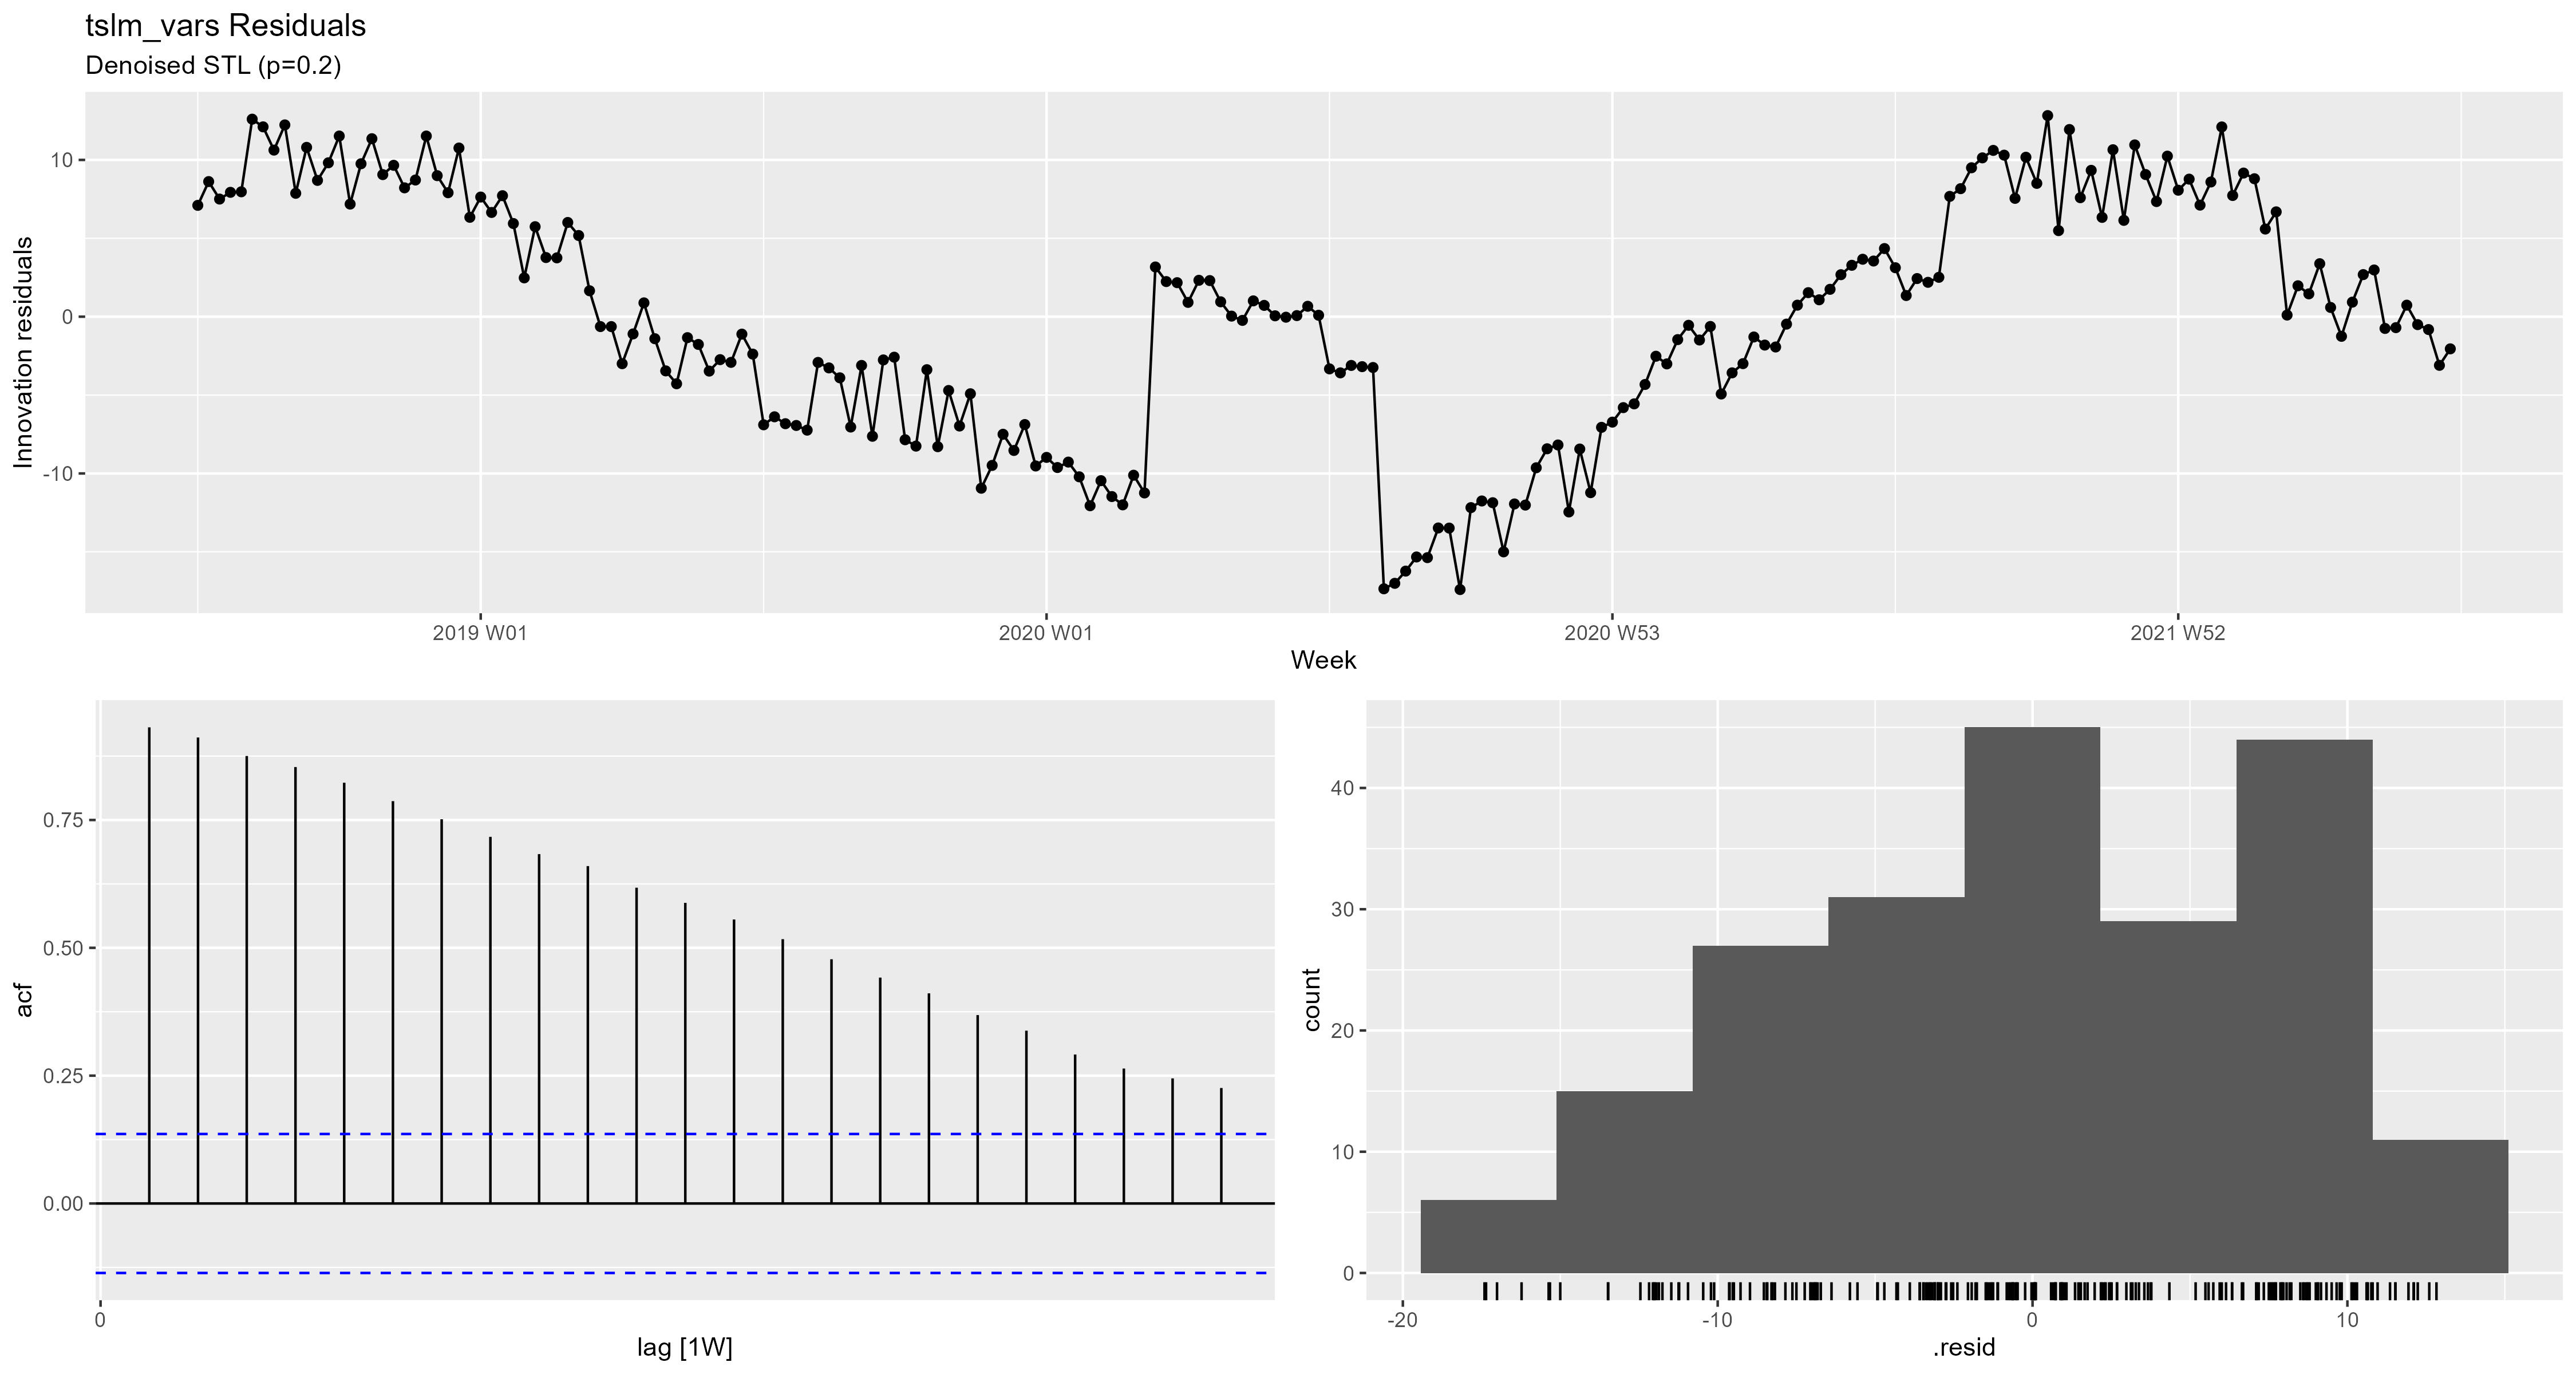 tslm_vars Residuals
Denoised STL (p=0.2)
Innovation residuals
10
0
-10
2019 W01
2020 W01
2020 W53
2021 W52
Week
acf
0.75
0.50
0.25
0.00
0
lag [1W]
count
40
30
20
10
0
-20
-10
0
10
.resid